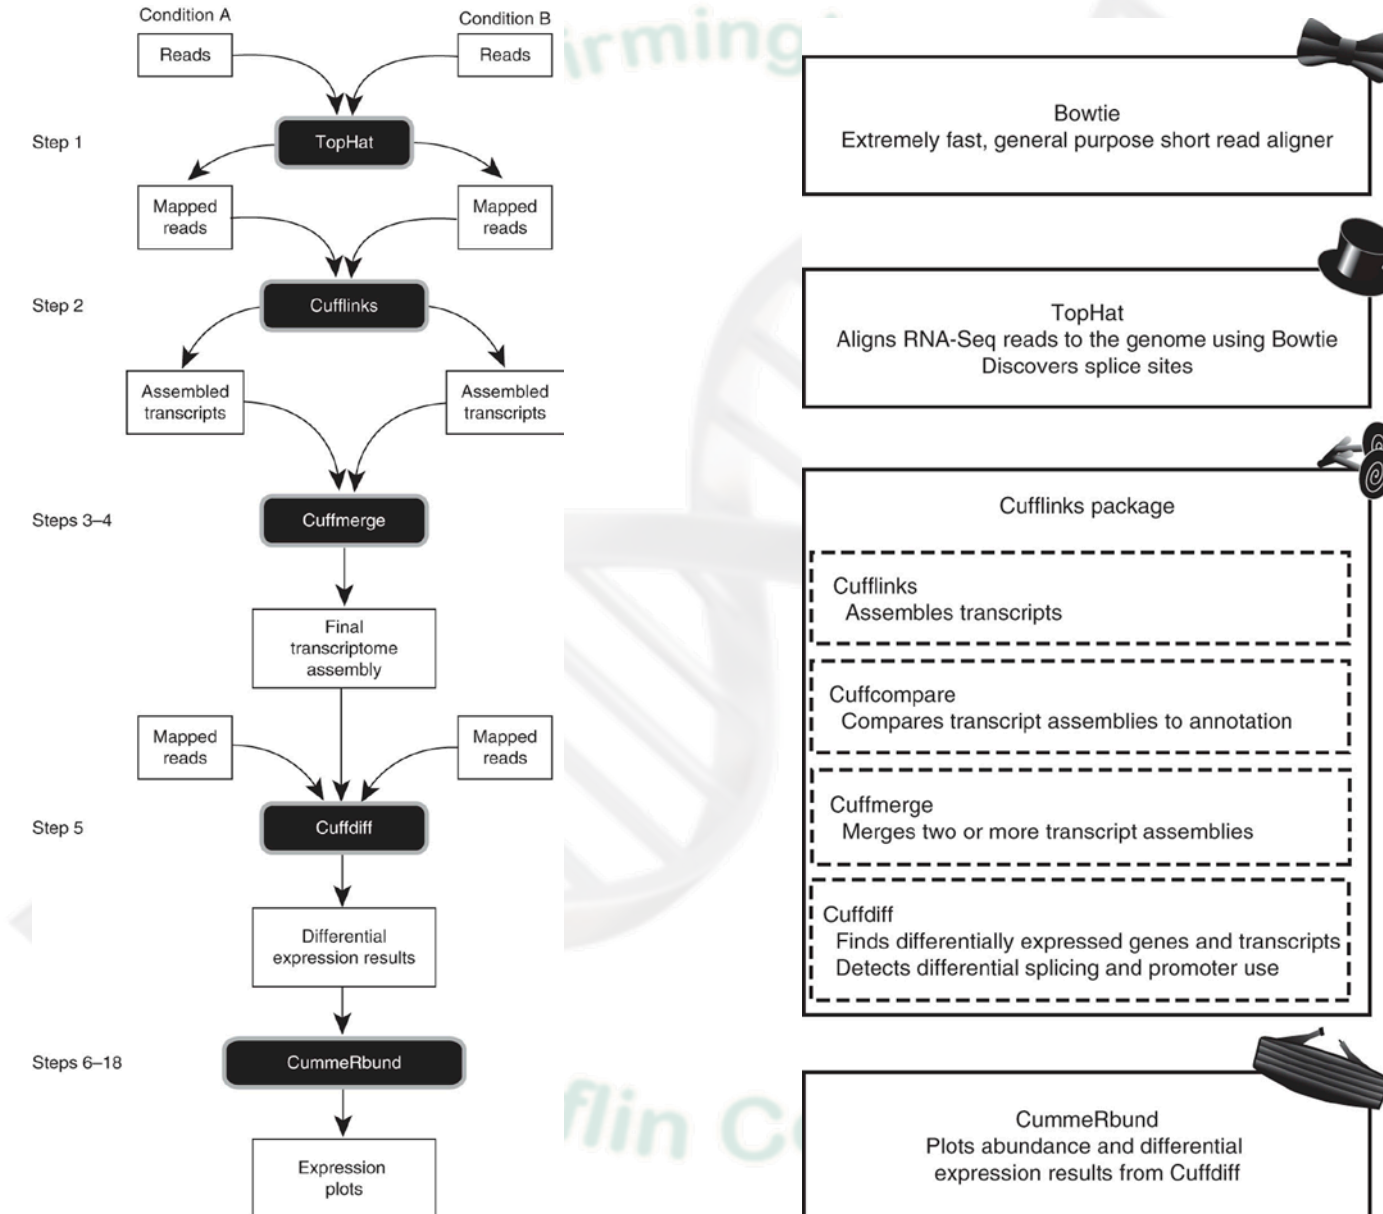 Condition A
Condition B
Reads
Reads
Step 1
TopHat
Mapped
reads
Mapped
reads
Step 2
Cufflinks
Assembled
transcripts
Assembled
transcripts
Steps 3–4
Cuffmerge
Final
transcriptome
assembly
Mapped
reads
Mapped
reads
Step 5
Cuffdiff
Differential
expression results
Steps 6–18
CummeRbund
Expression
plots
Bowtie
Extremely fast, general purpose short read aligner
TopHat
Aligns RNA-Seq reads to the genome using Bowtie
Discovers splice sites
Cufflinks package
Cufflinks
Assembles transcripts
Cuffcompare
Compares transcript assemblies to annotation
Cuffmerge
Merges two or more transcript assemblies
Cuffdiff
Finds differentially expressed genes and transcripts
Detects differential splicing and promoter use
CummeRbund
Plots abundance and differential
expression results from Cuffdiff